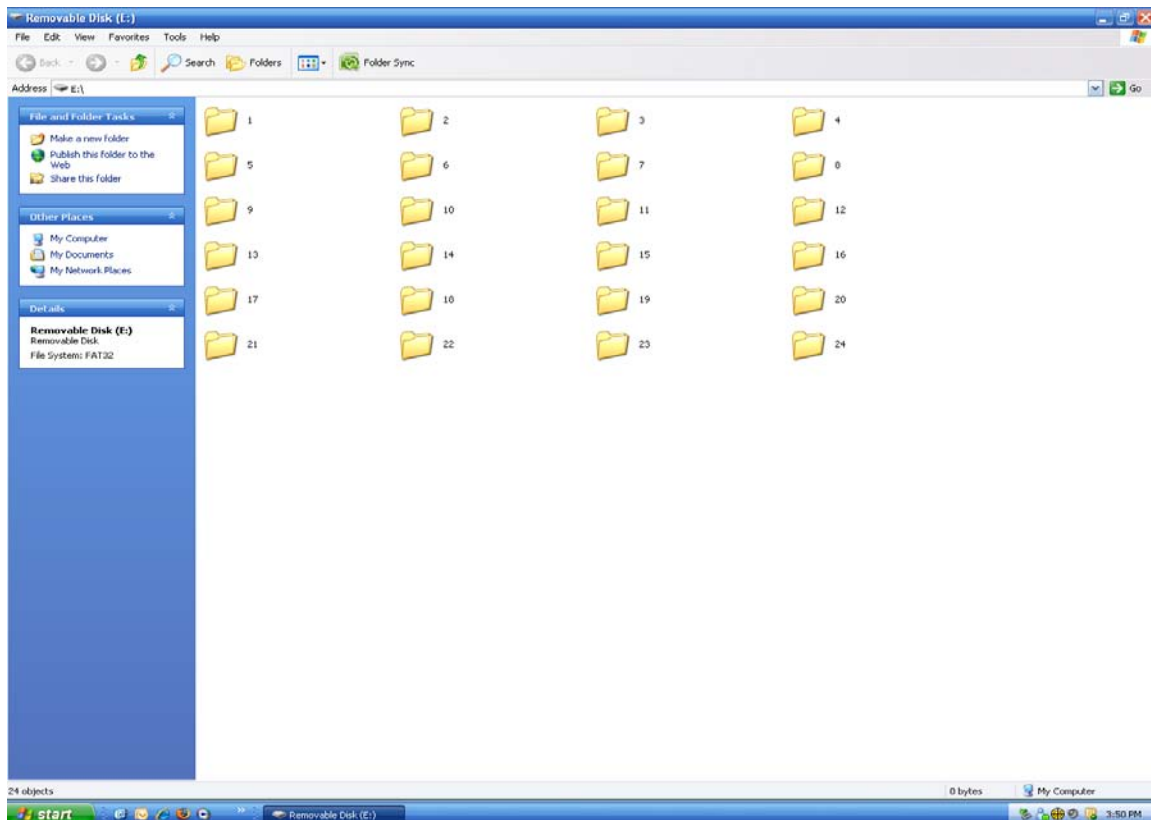 Removable Disk (E:)
File Edit View Favorites Tools Help
Back Search Folders Folder Sync
Address E:\ Go
File and Folder Tasks
Make a new folder
Publish this folder to the
Web
Share this folder
Other Places
My Computer
My Documents
My Network Places
Details
Removable Disk (E:)
Removable Disk
File System: FAT32
1 2 3 4
5 6 7 8
9 10 11 12
13 14 15 16
17 18 19 20
21 22 23 24
24 objects 0 bytes My Computer
start Removable Disk (E:) 3:50 PM